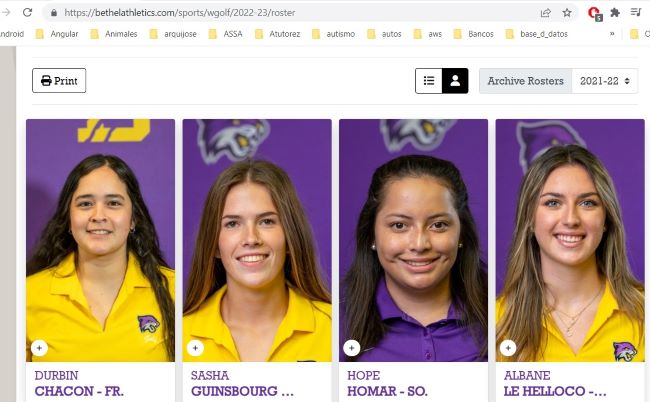 https://bethelathletics.com/sports/wgolf/2022-23/roster
5
ndroid Angular Animales arquijose ASSA Atutorez autismo autos aws Bancos base_d_datos » O
Print Archive Rosters 2021-22
DURBIN
CHACON - FR.
SASHA
GUINSBOURG ...
HOPE
HOMAR - SO.
ALBANE
LE HELLOCO -...